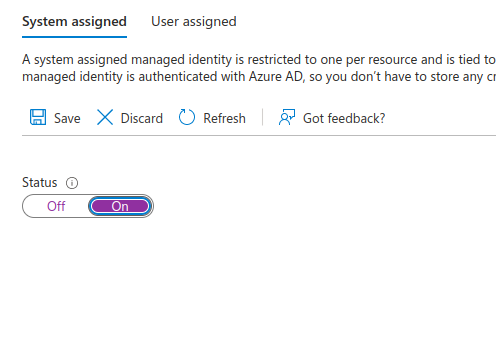 System assigned User assigned
A system assigned managed identity is restricted to one per resource and is tied to
managed identity is authenticated with Azure AD, so you don't have to store any cr
Save Discard Refresh Got feedback?
Status
Off On